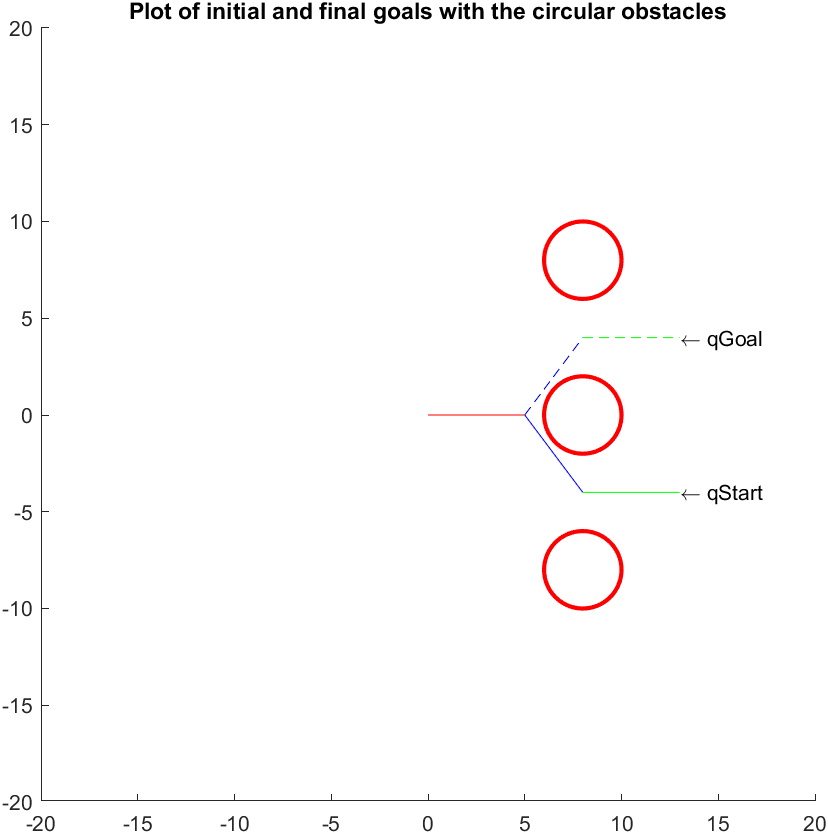 Plot of initial and final goals with the circular obstacles
20
15
10
5
← qGoal
0
-5
← qStart
-10
-15
-20
-20 -15 -10 -5 0 5 10 15 20